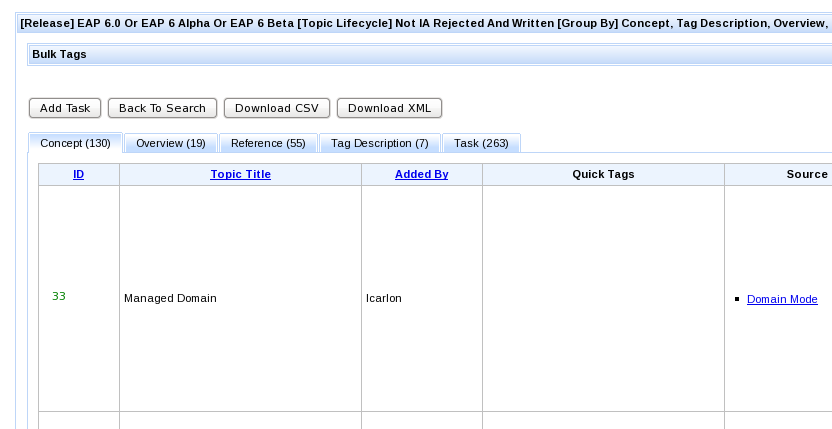 [Release] EAP 6.0 Or EAP 6 Alpha Or EAP 6 Beta [Topic Lifecycle] Not IA Rejected And Written [Group By] Concept, Tag Description, Overview,
Bulk Tags
Add Task Back To Search Download CSV Download XML
Concept (130) Overview (19) Reference (55) Tag Description (7) Task (263)
ID Topic Title Added By Quick Tags Source
33 Managed Domain lcarlon Domain Mode